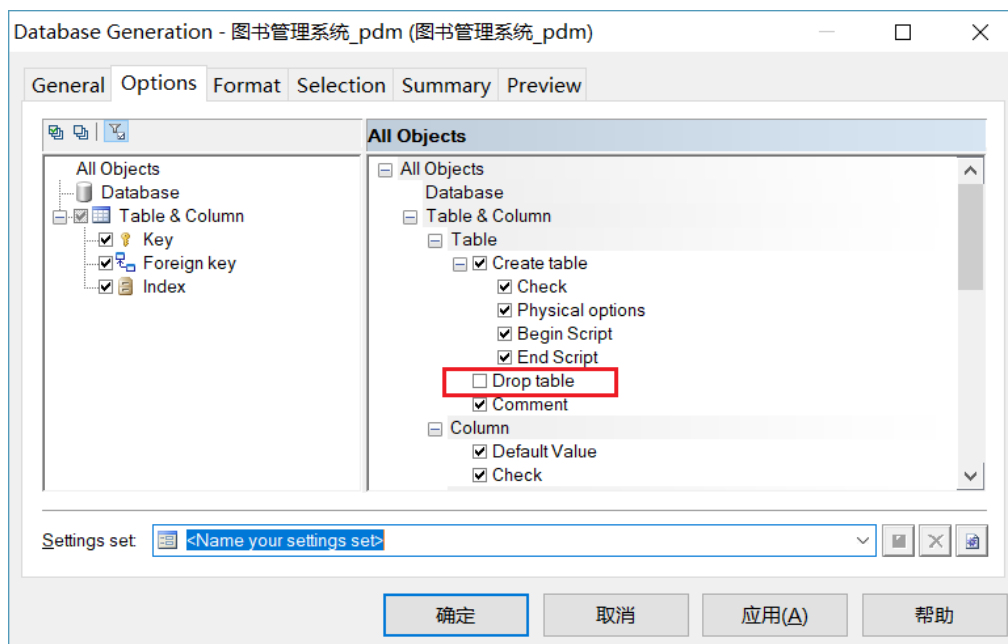 Database Generation - 图书管理系统_pdm (图书管理系统_pdm)
General Options Format Selection Summary Preview
All Objects
All Objects
Database
Table & Column
Key
Foreign key
Index
All Objects
Database
Table & Column
Table
Create table
Check
Physical options
Begin Script
End Script
Drop table
Comment
Column
Default Value
Check
Settings set: <Name your settings set>
确定 取消 应用(A) 帮助